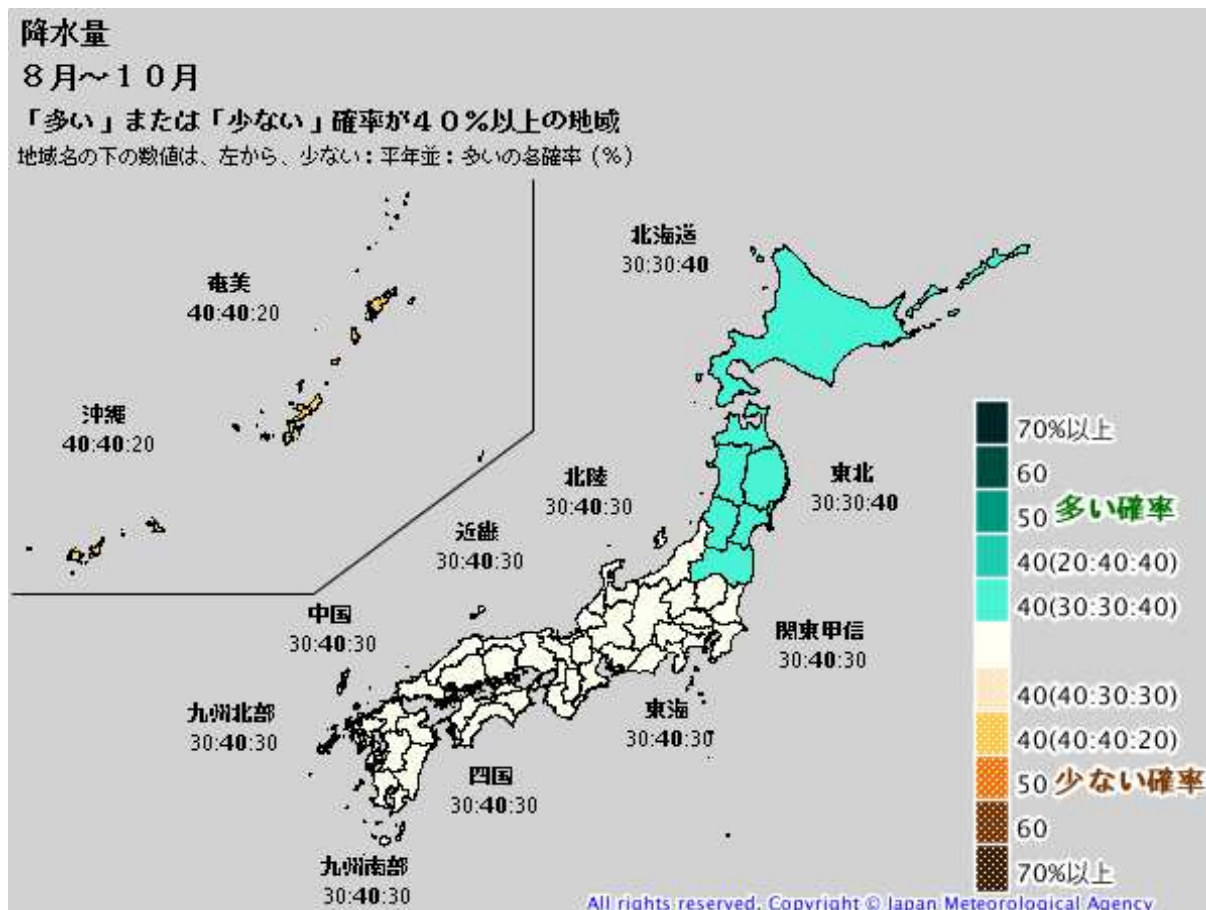 降水量
８月～１０月
「多い」または「少ない」確率が４０％以上の地域
地域名の下の数値は、左から、少ない：平年並：多いの各確率（％）
北海道
30:30:40
奄美
40:40:20
沖縄
40:40:20
北陸
30:40:30
東北
30:30:40
近畿
30:40:30
中国
30:40:30
関東甲信
30:40:30
九州北部
30:40:30
東海
30:40:30
四国
30:40:30
九州南部
30:40:30
70%以上
60
50 多い確率
40(20:40:40)
40(30:30:40)
40(40:30:30)
40(40:40:20)
50 少ない確率
60
70%以上
All rights reserved. Copyright © Japan Meteorological Agency